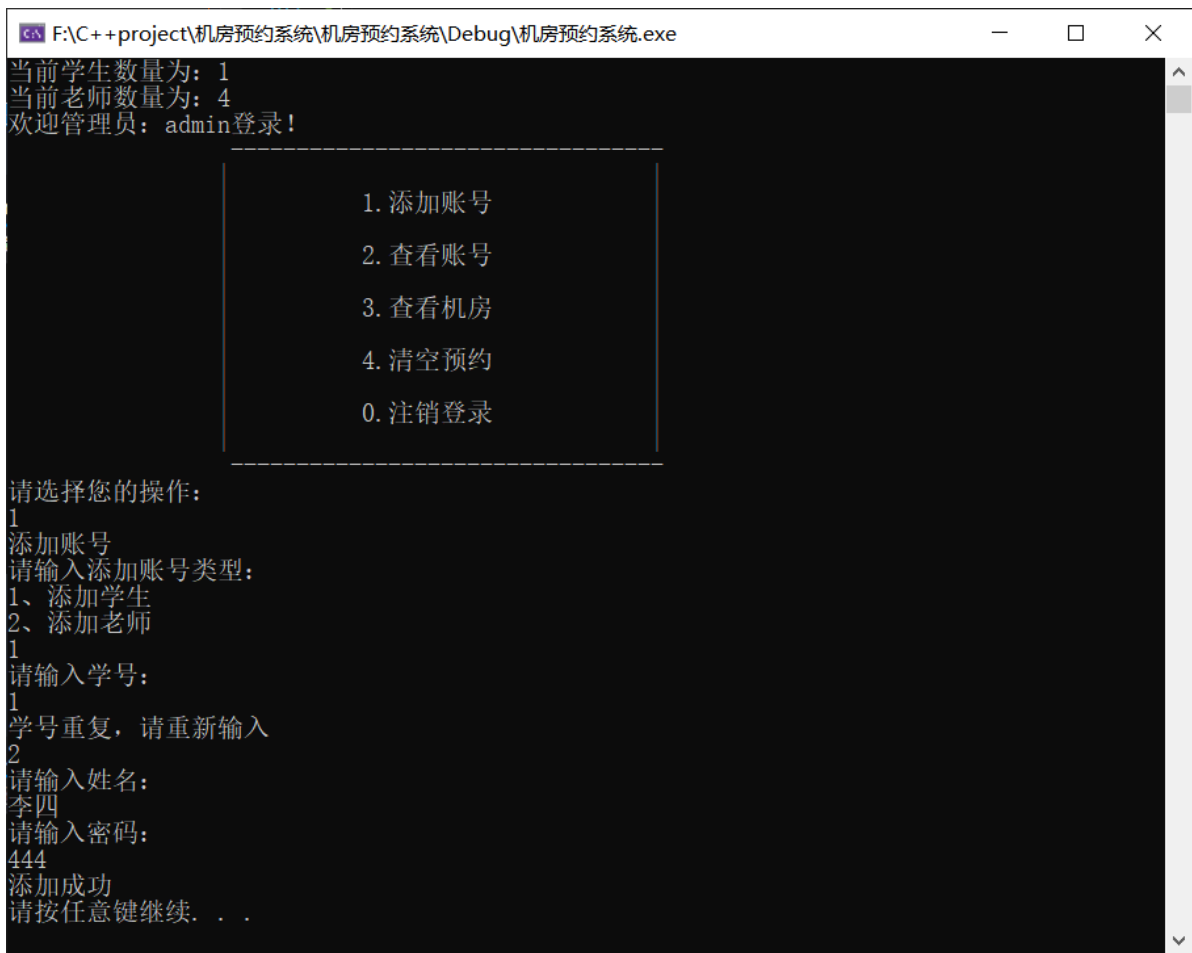 F:\C++project\机房预约系统\机房预约系统\Debug\机房预约系统.exe
当前学生数量为：1
当前老师数量为：4
欢迎管理员：admin登录！
---------------------------------
1.添加账号
2.查看账号
3.查看机房
4.清空预约
0.注销登录
---------------------------------
请选择您的操作：
1
添加账号
请输入添加账号类型：
1、添加学生
2、添加老师
1
请输入学号：
1
学号重复，请重新输入
2
请输入姓名：
李四
请输入密码：
444
添加成功
请按任意键继续. . .